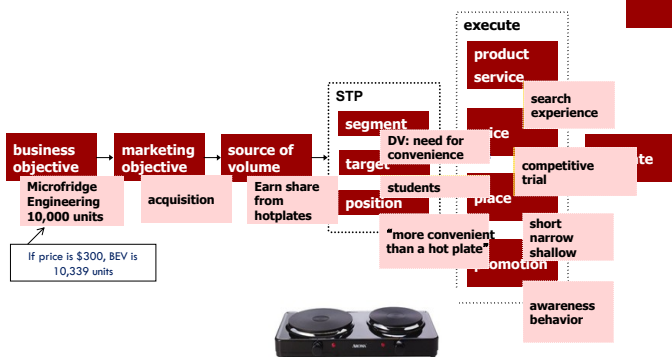 execute
product
service
search
experience
STP
segment
DV: need for
convenience
business
objective
marketing
objective
source of
volume
target
competitive
trial
Microfridge
Engineering
10,000 units
acquisition
Earn share
from
hotplates
students
position
place
"more convenient
than a hot plate"
short
narrow
shallow
If price is $300, BEV is
10,339 units
promotion
awareness
behavior